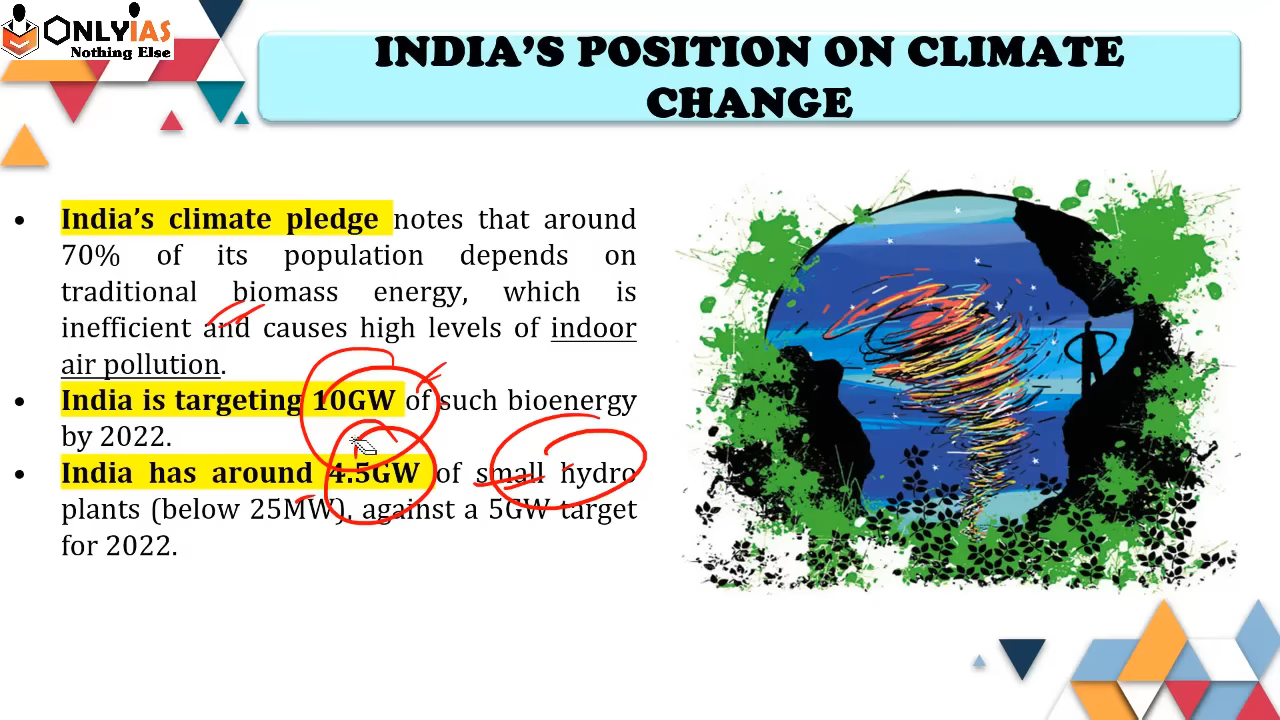 ONLYIAS
Nothing Else
INDIA'S POSITION ON CLIMATE
CHANGE
• India's climate pledge notes that around
70% of its population depends on
traditional biomass energy, which is
inefficient and causes high levels of indoor
air pollution.
• India is targeting 10GW of such bioenergy
by 2022.
• India has around 4.5GW of small hydro
plants (below 25MW), against a 5GW target
for 2022.